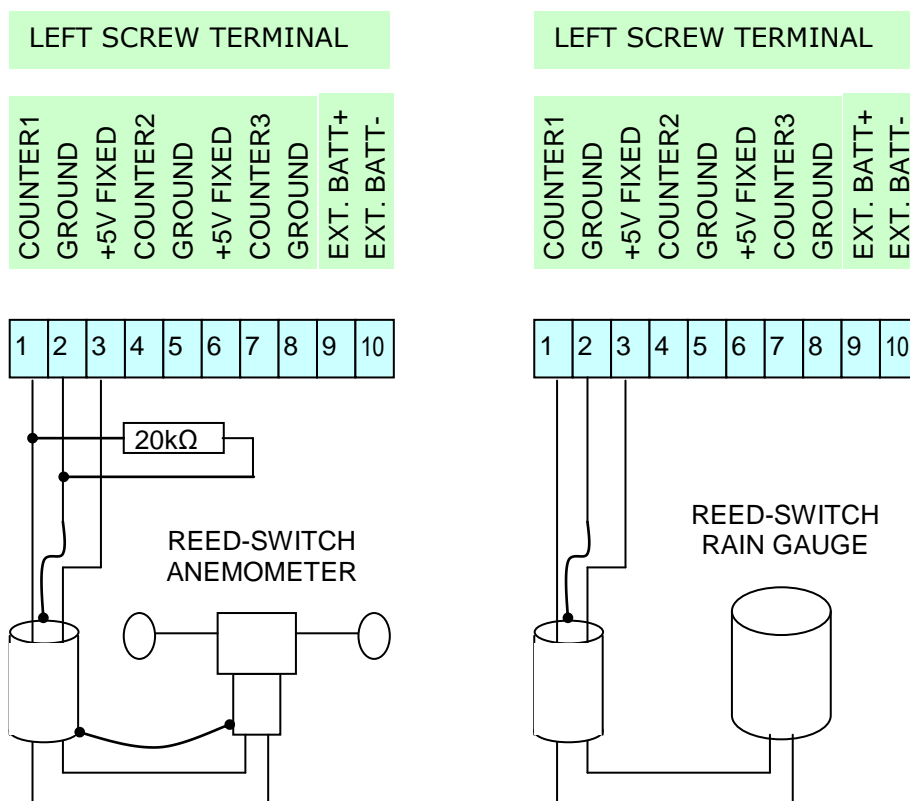 LEFT SCREW TERMINAL
COUNTER1
GROUND
+5V FIXED
COUNTER2
GROUND
+5V FIXED
COUNTER3
GROUND
EXT. BATT+
EXT. BATT-
1 2 3 4 5 6 7 8 9 10
20kΩ
REED-SWITCH
ANEMOMETER
LEFT SCREW TERMINAL
COUNTER1
GROUND
+5V FIXED
COUNTER2
GROUND
+5V FIXED
COUNTER3
GROUND
EXT. BATT+
EXT. BATT-
1 2 3 4 5 6 7 8 9 10
REED-SWITCH
RAIN GAUGE